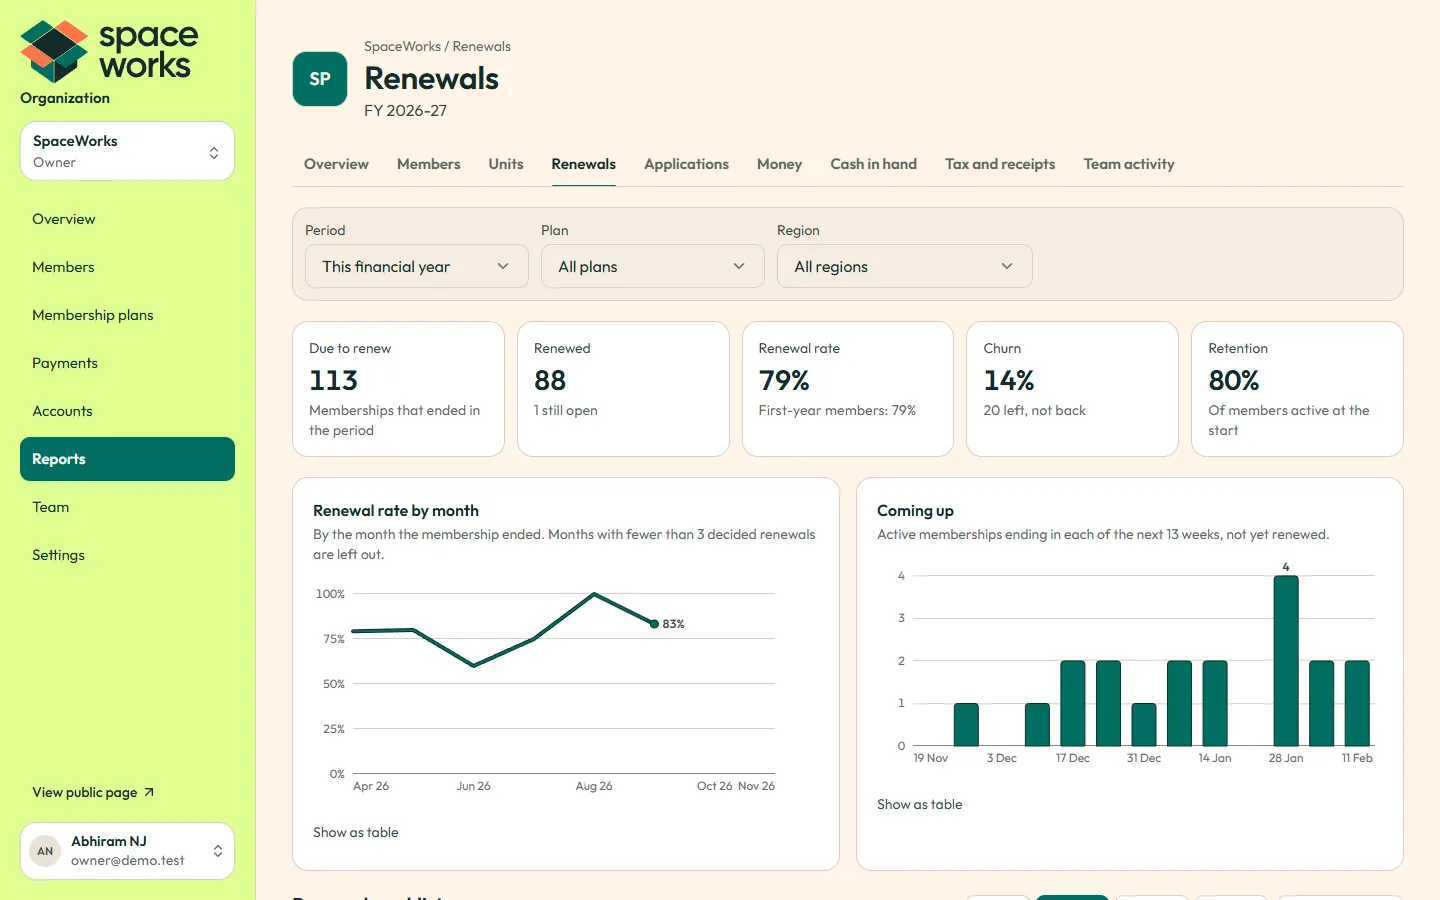 space
works
Organization
SpaceWorks
Owner
Overview
Members
Membership plans
Payments
Accounts
Reports
Team
Settings
View public page
AN
Abhiram NJ
owner@demo.test
SP
SpaceWorks / Renewals
Renewals
FY 2026-27
Overview Members Units Renewals Applications Money Cash in hand Tax and receipts Team activity
Period Plan Region
This financial year All plans All regions
Due to renew
113
Memberships that ended in
the period
Renewed
88
1 still open
Renewal rate
79%
First-year members: 79%
Churn
14%
20 left, not back
Retention
80%
Of members active at the
start
Renewal rate by month
By the month the membership ended. Months with fewer than 3 decided renewals
are left out.
100%
75%
50%
25%
0%
83%
Apr 26 Jun 26 Aug 26 Oct 26 Nov 26
Show as table
Coming up
Active memberships ending in each of the next 13 weeks, not yet renewed.
4
4
3
2
1
0
19 Nov 3 Dec 17 Dec 31 Dec 14 Jan 28 Jan 11 Feb
Show as table